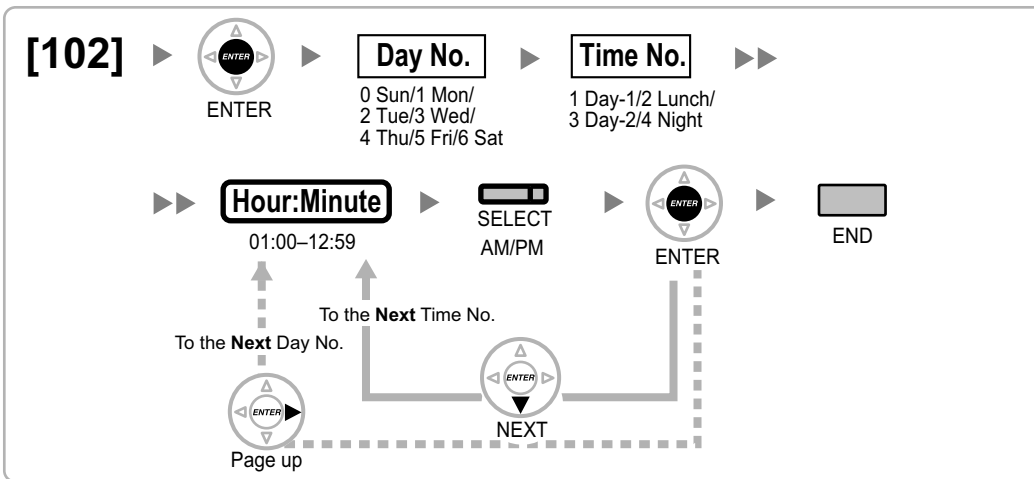 [102]
ENTER
ENTER
Day No.
0 Sun/1 Mon/
2 Tue/3 Wed/
4 Thu/5 Fri/6 Sat
Time No.
1 Day-1/2 Lunch/
3 Day-2/4 Night
Hour:Minute
01:00–12:59
SELECT
AM/PM
ENTER
ENTER
END
To the Next Time No.
To the Next Day No.
ENTER
NEXT
ENTER
Page up